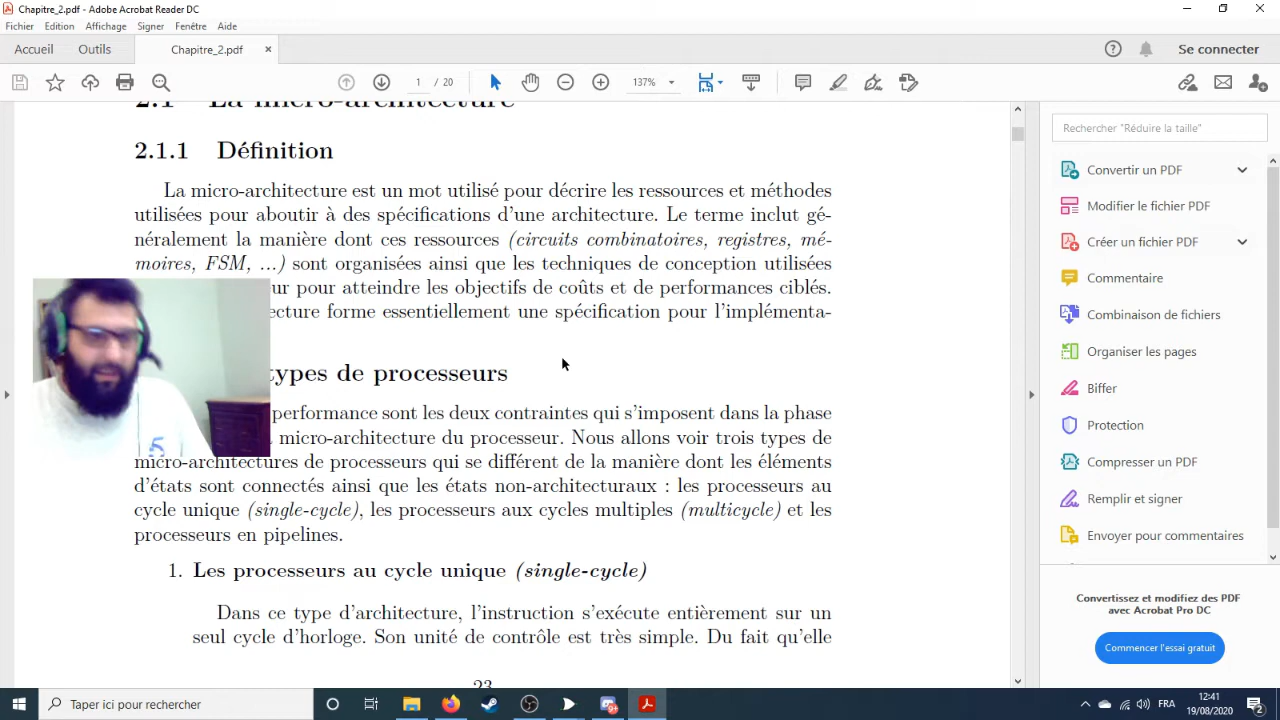 Chapitre_2.pdf - Adobe Acrobat Reader DC
Fichier Edition Affichage Signer Fenêtre Aide
Accueil Outils Chapitre_2.pdf × Se connecter
1 / 20 137%
2.1 La micro-architecture
2.1.1 Définition
La micro-architecture est un mot utilisé pour décrire les ressources et méthodes
utilisées pour aboutir à des spécifications d'une architecture. Le terme inclut gé-
néralement la manière dont ces ressources (circuits combinatoires, registres, mé-
moires, FSM, ...) sont organisées ainsi que les techniques de conception utilisées
ur pour atteindre les objectifs de coûts et de performances ciblés.
ecture forme essentiellement une spécification pour l'implémenta-
types de processeurs
performance sont les deux contraintes qui s'imposent dans la phase
micro-architecture du processeur. Nous allons voir trois types de
micro-architectures de processeurs qui se différent de la manière dont les éléments
d'états sont connectés ainsi que les états non-architecturaux : les processeurs au
cycle unique (single-cycle), les processeurs aux cycles multiples (multicycle) et les
processeurs en pipelines.
1. Les processeurs au cycle unique (single-cycle)
Dans ce type d'architecture, l'instruction s'exécute entièrement sur un
seul cycle d'horloge. Son unité de contrôle est très simple. Du fait qu'elle
23
Rechercher "Réduire la taille"
Convertir un PDF
Modifier le fichier PDF
Créer un fichier PDF
Commentaire
Combinaison de fichiers
Organiser les pages
Biffer
Protection
Compresser un PDF
Remplir et signer
Envoyer pour commentaires
Convertissez et modifiez des PDF
avec Acrobat Pro DC
Commencer l'essai gratuit
Taper ici pour rechercher
FRA
12:41
19/08/2020
2